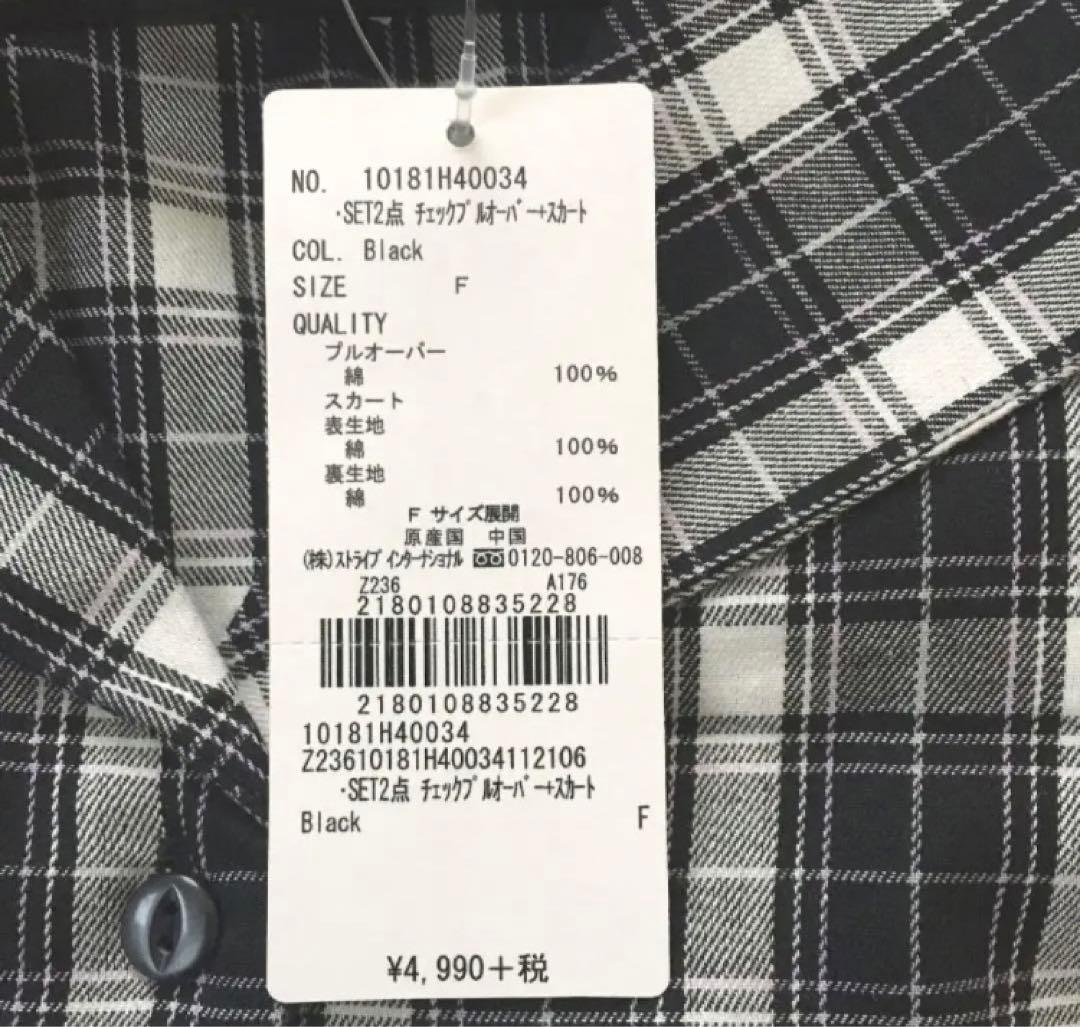 NO. 10181H40034
・SET2点 チェックプルオーバー+スカート
COL. Black
SIZE F
QUALITY
プルオーバー
綿 100%
スカート
表生地
綿 100%
裏生地
綿 100%
F サイズ展開
原産国 中国
(株)ストライプインターナショナル 0120-806-008
Z236 A176
2180108835228
2180108835228
10181H40034
Z23610181H40034112106
・SET2点 チェックプルオーバー+スカート
Black F
¥4,990+税